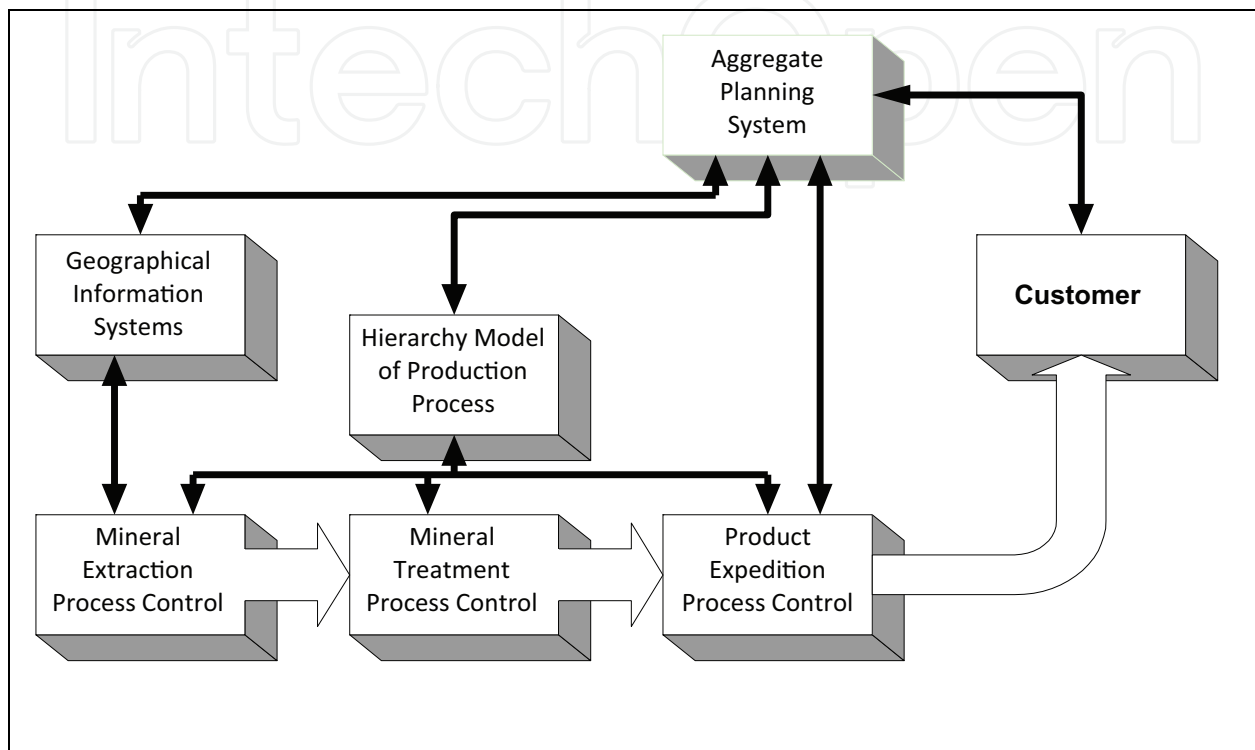 IntechOpen
Aggregate
Planning
System
Geographical
Information
Systems
Customer
Hierarchy Model
of Production
Process
Mineral
Extraction
Process Control
Mineral
Treatment
Process Control
Product
Expedition
Process Control